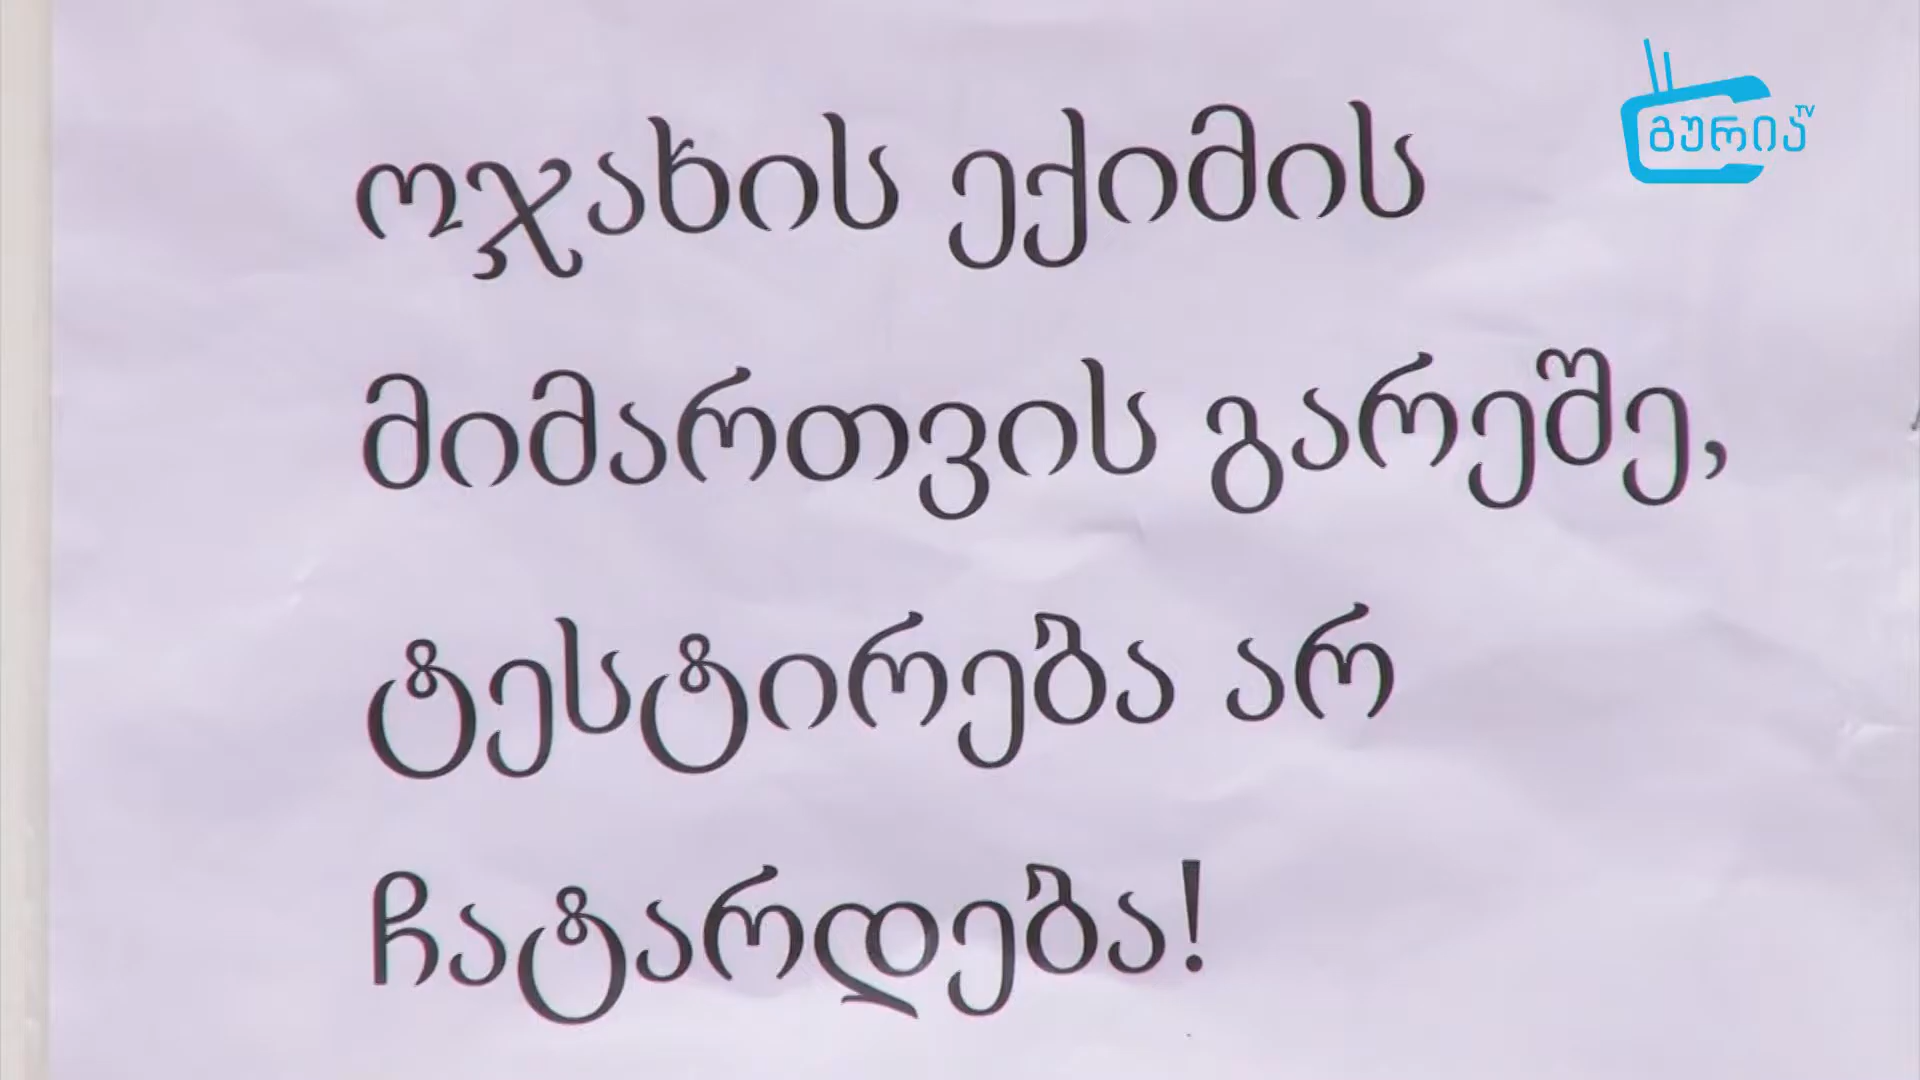 ოჯახის ექიმის
მიმართვის გარეშე,
ტესტირება არ
ჩატარდება!
გურია TV